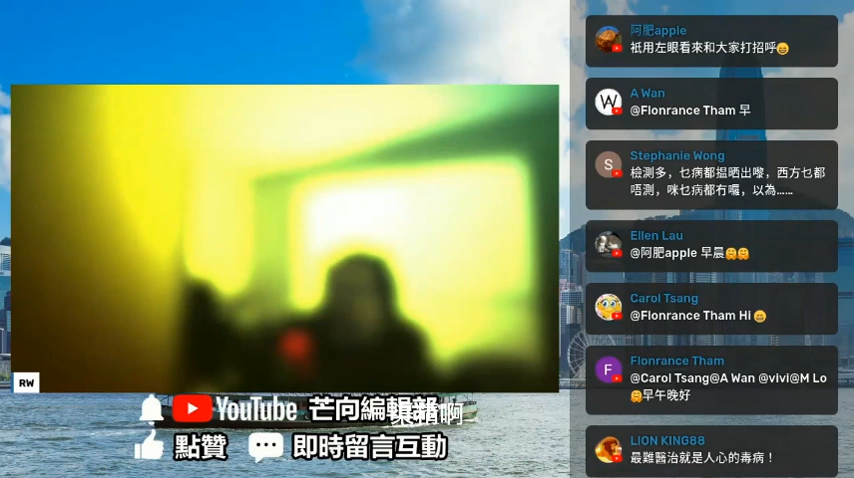 RW
YouTube 芒向編輯部
啊
點贊
即時留言互動
阿肥apple
衹用左眼看來和大家打招呼😄
A Wan
@Flonrance Tham 早
Stephanie Wong
檢測多，乜病都揾晒出嚟，西方乜都
唔測，咪乜病都冇囉，以為……
Ellen Lau
@阿肥apple 早晨🤗🤗
Carol Tsang
@Flonrance Tham Hi 😄
Flonrance Tham
@Carol Tsang@A Wan @vivi@M Lo
🤗早午晚好
LION KING88
最難醫治就是人心的毒病！